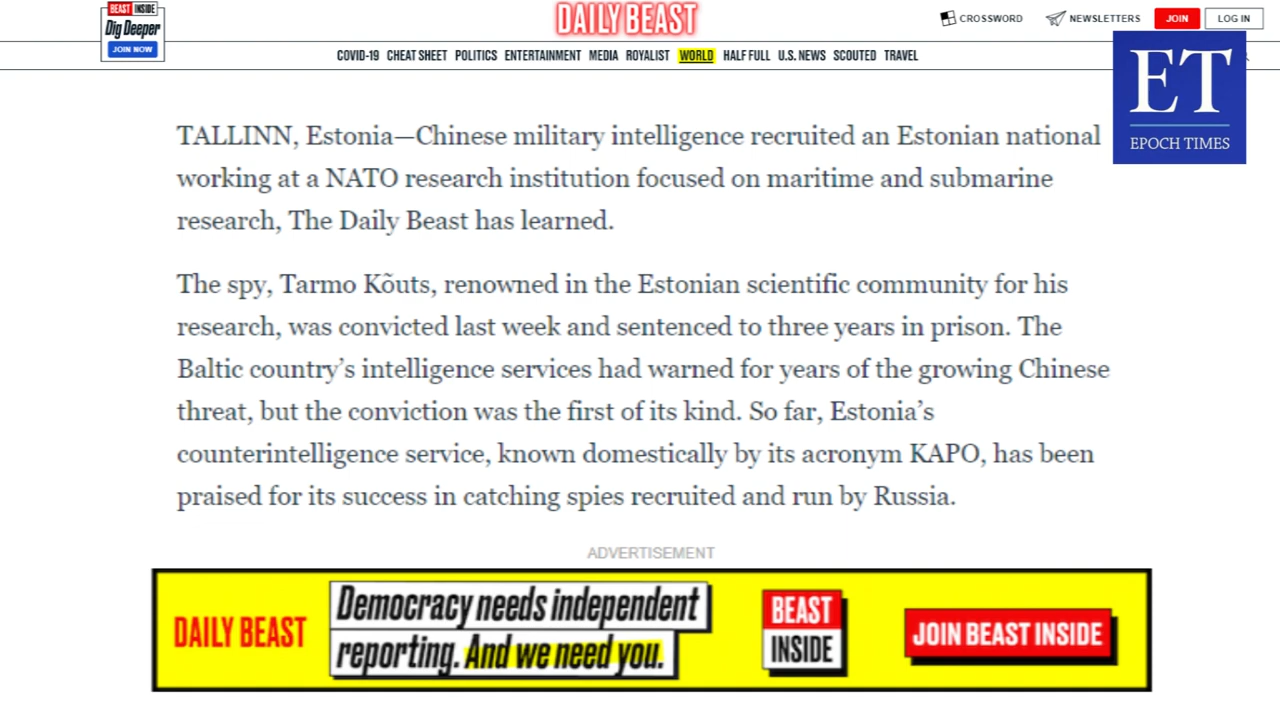 BEAST INSIDE
Dig Deeper
JOIN NOW
DAILY BEAST
CROSSWORD
NEWSLETTERS
JOIN
LOG IN
COVID-19 CHEAT SHEET POLITICS ENTERTAINMENT MEDIA ROYALIST WORLD HALF FULL U.S. NEWS SCOUTED TRAVEL
ET
EPOCH TIMES
TALLINN, Estonia—Chinese military intelligence recruited an Estonian national
working at a NATO research institution focused on maritime and submarine
research, The Daily Beast has learned.
The spy, Tarmo Kõuts, renowned in the Estonian scientific community for his
research, was convicted last week and sentenced to three years in prison. The
Baltic country’s intelligence services had warned for years of the growing Chinese
threat, but the conviction was the first of its kind. So far, Estonia’s
counterintelligence service, known domestically by its acronym KAPO, has been
praised for its success in catching spies recruited and run by Russia.
ADVERTISEMENT
DAILY BEAST
Democracy needs independent
reporting. And we need you.
BEAST
INSIDE
JOIN BEAST INSIDE